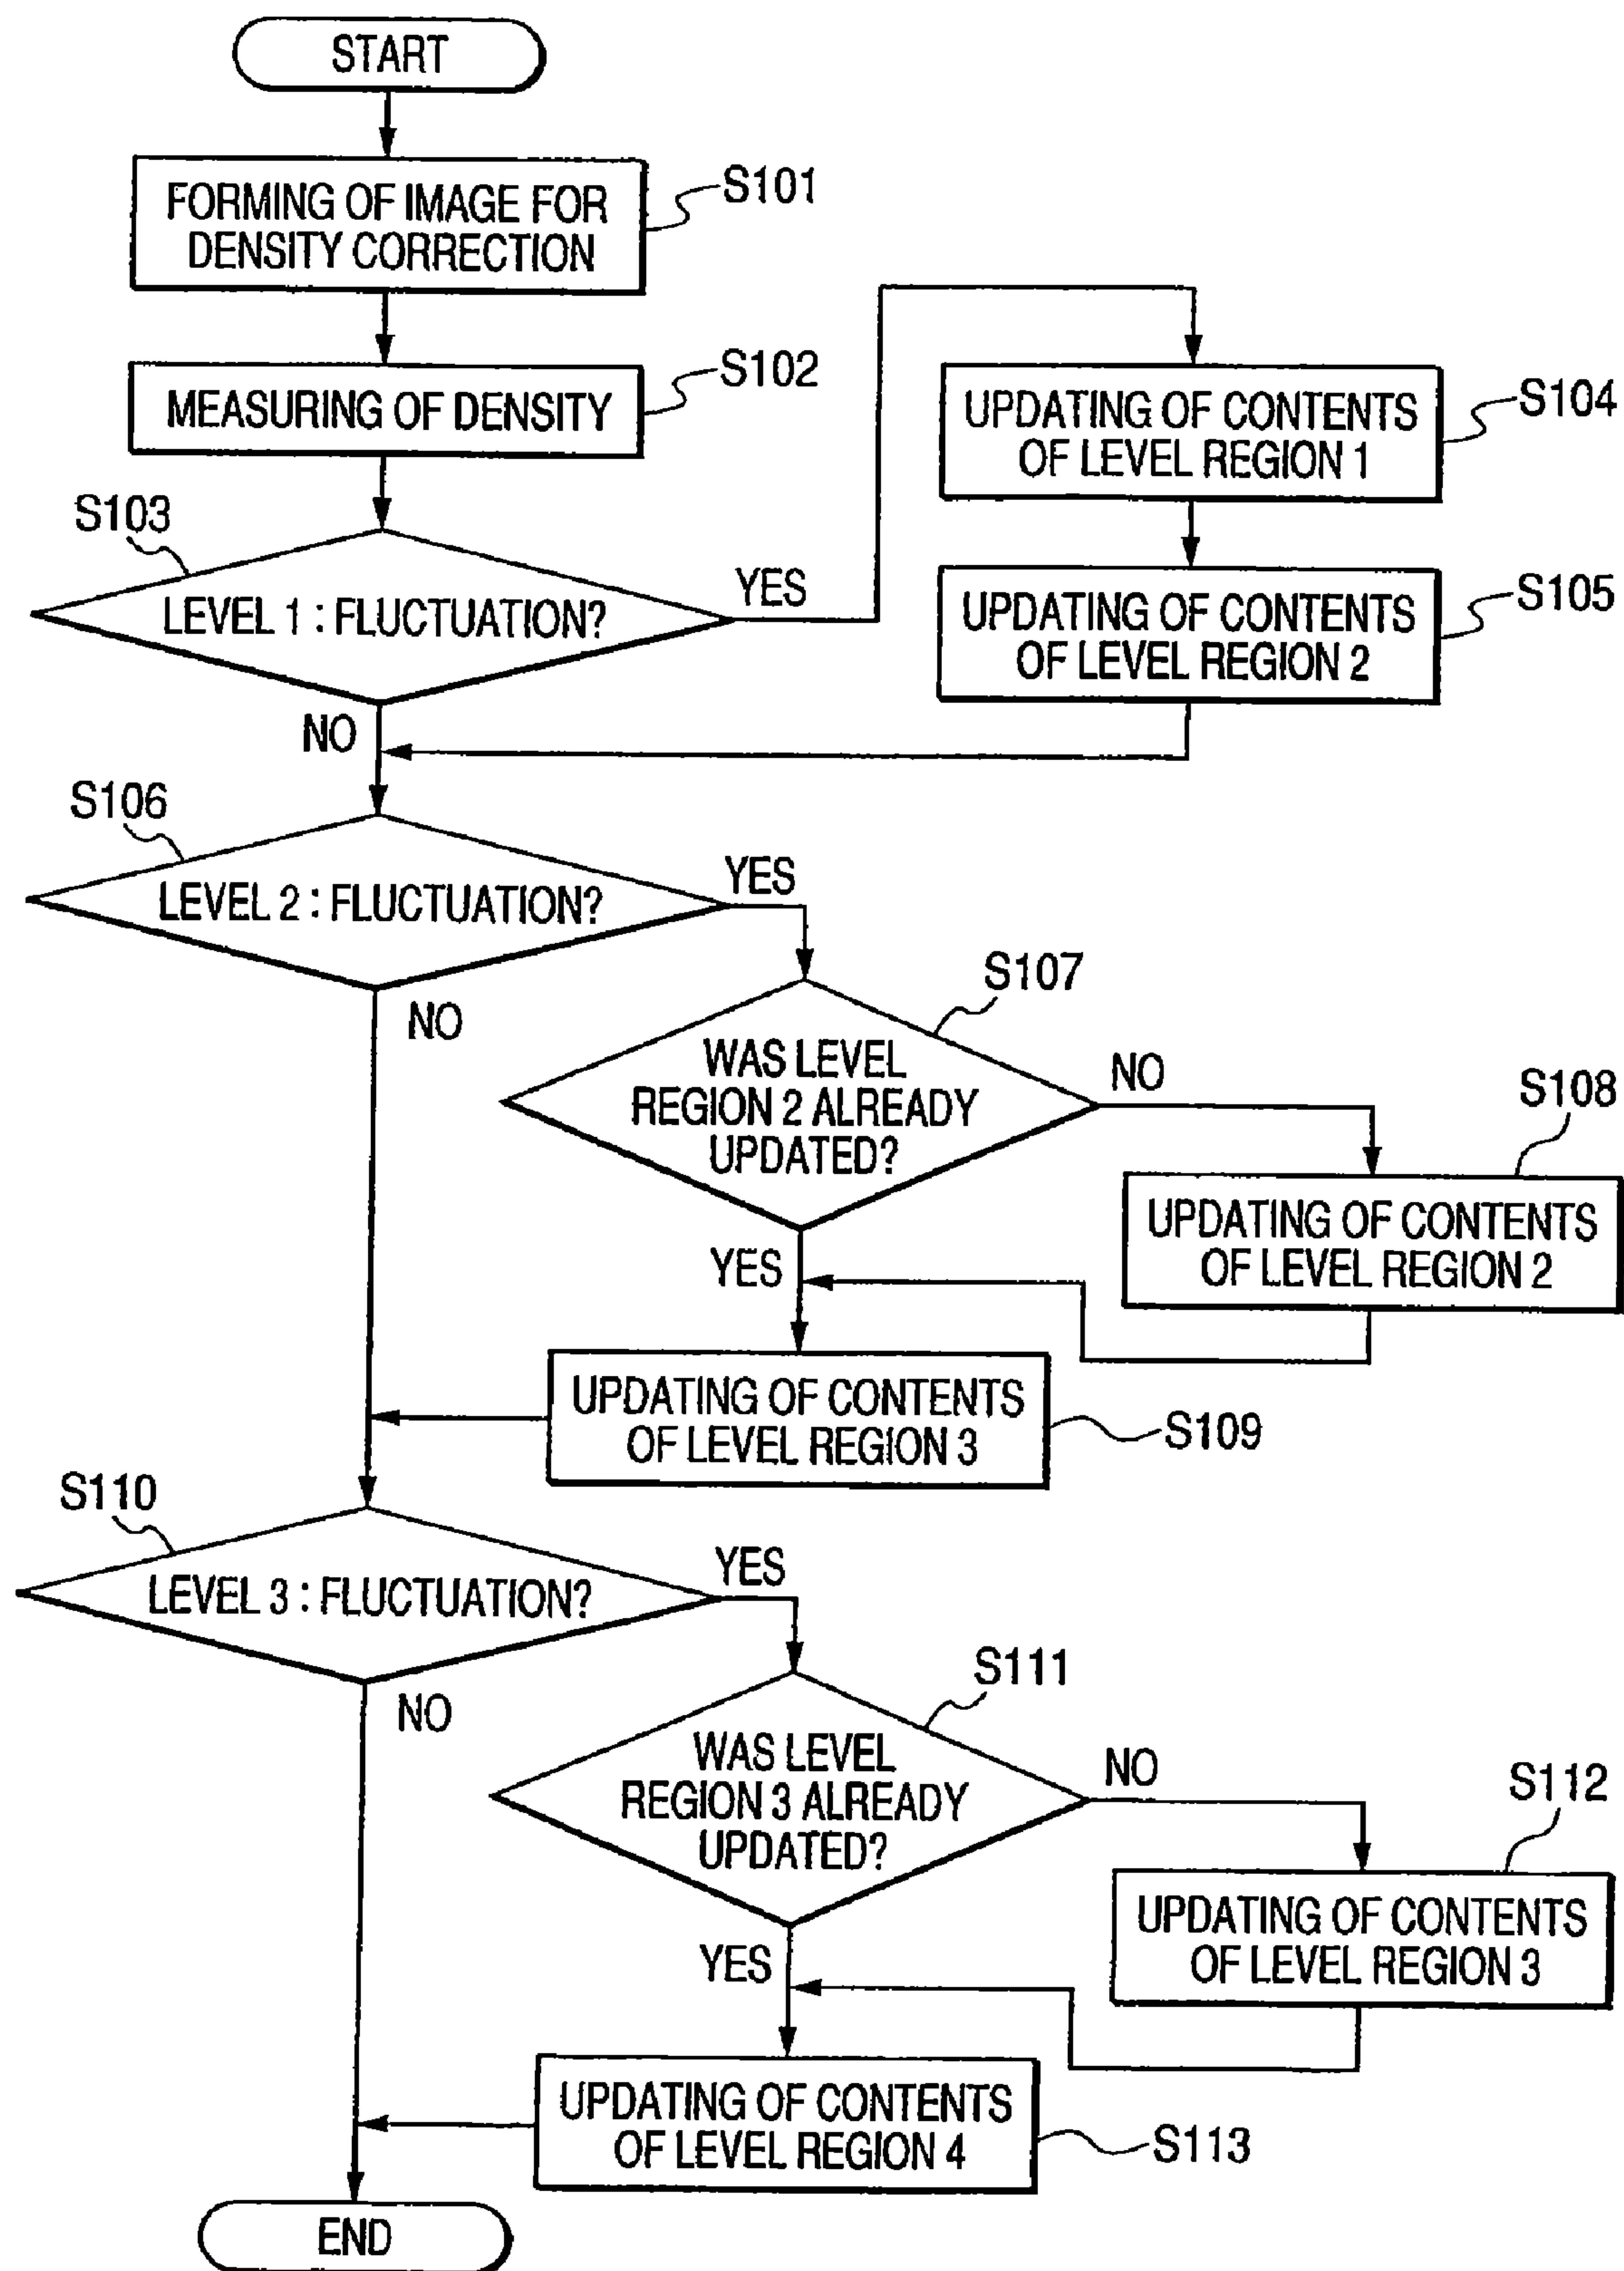 START
FORMING OF IMAGE FOR
DENSITY CORRECTION
S101
MEASURING OF DENSITY
S102
S103
LEVEL 1 : FLUCTUATION?
YES
NO
UPDATING OF CONTENTS
OF LEVEL REGION 1
S104
UPDATING OF CONTENTS
OF LEVEL REGION 2
S105
S106
LEVEL 2 : FLUCTUATION?
YES
NO
S107
WAS LEVEL
REGION 2 ALREADY
UPDATED?
NO
YES
S108
UPDATING OF CONTENTS
OF LEVEL REGION 2
UPDATING OF CONTENTS
OF LEVEL REGION 3
S109
S110
LEVEL 3 : FLUCTUATION?
YES
NO
S111
WAS LEVEL
REGION 3 ALREADY
UPDATED?
NO
YES
S112
UPDATING OF CONTENTS
OF LEVEL REGION 3
UPDATING OF CONTENTS
OF LEVEL REGION 4
S113
END